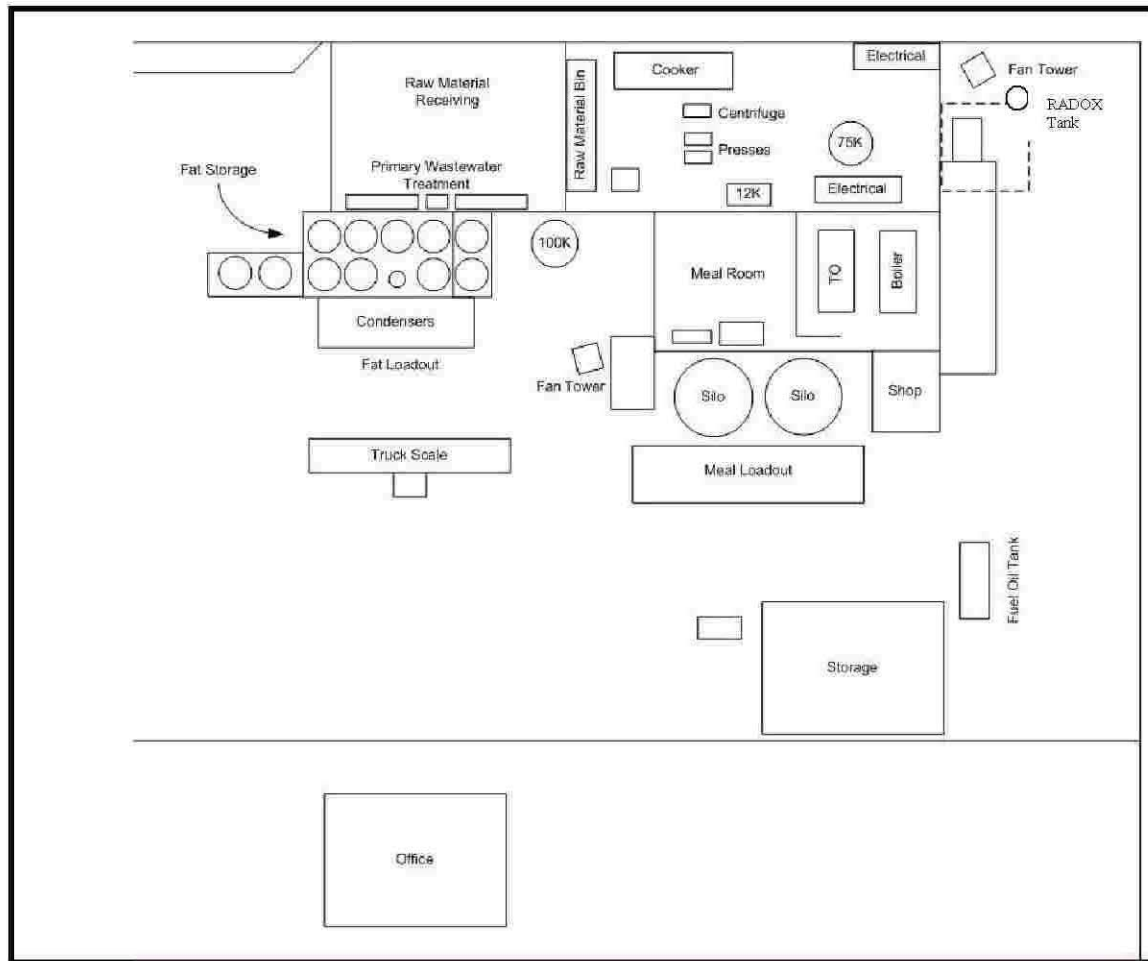 Electrical
Cooker
Fan Tower
Raw Material
Receiving
Raw Material Bin
RADOX
Tank
Centrifuge
75K
Presses
Primary Wastewater
Treatment
Fat Storage
12K
Electrical
100K
Meal Room
TO
Boiler
Condensers
Fat Loadout
Fan Tower
Silo
Silo
Shop
Truck Scale
Meal Loadout
Fuel Oil Tank
Storage
Office